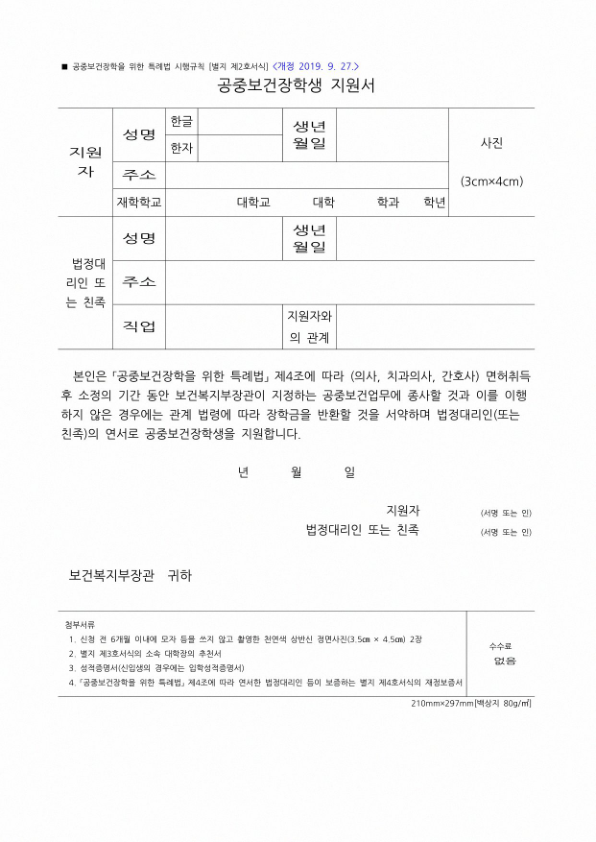 ■ 공중보건장학을 위한 특례법 시행규칙 [별지 제2호서식] <개정 2019. 9. 27.>
공중보건장학생 지원서
지원자
성명
한글
한자
생년월일
사진
(3cm×4cm)
주소
재학학교
대학교 대학 학과 학년
법정대리인 또는 친족
성명
생년월일
주소
직업
지원자와의 관계
본인은 「공중보건장학을 위한 특례법」 제4조에 따라 (의사, 치과의사, 간호사) 면허취득
후 소정의 기간 동안 보건복지부장관이 지정하는 공중보건업무에 종사할 것과 이를 이행
하지 않은 경우에는 관계 법령에 따라 장학금을 반환할 것을 서약하며 법정대리인(또는
친족)의 연서로 공중보건장학생을 지원합니다.
년 월 일
지원자 (서명 또는 인)
법정대리인 또는 친족 (서명 또는 인)
보건복지부장관 귀하
첨부서류
1. 신청 전 6개월 이내에 모자 등을 쓰지 않고 촬영한 천연색 상반신 정면사진(3.5㎝ × 4.5㎝) 2장
2. 별지 제3호서식의 소속 대학장의 추천서
3. 성적증명서(신입생의 경우에는 입학성적증명서)
4. 「공중보건장학을 위한 특례법」 제4조에 따라 연서한 법정대리인 등이 보증하는 별지 제4호서식의 재정보증서
수수료
없음
210mm×297mm[백상지 80g/㎡]